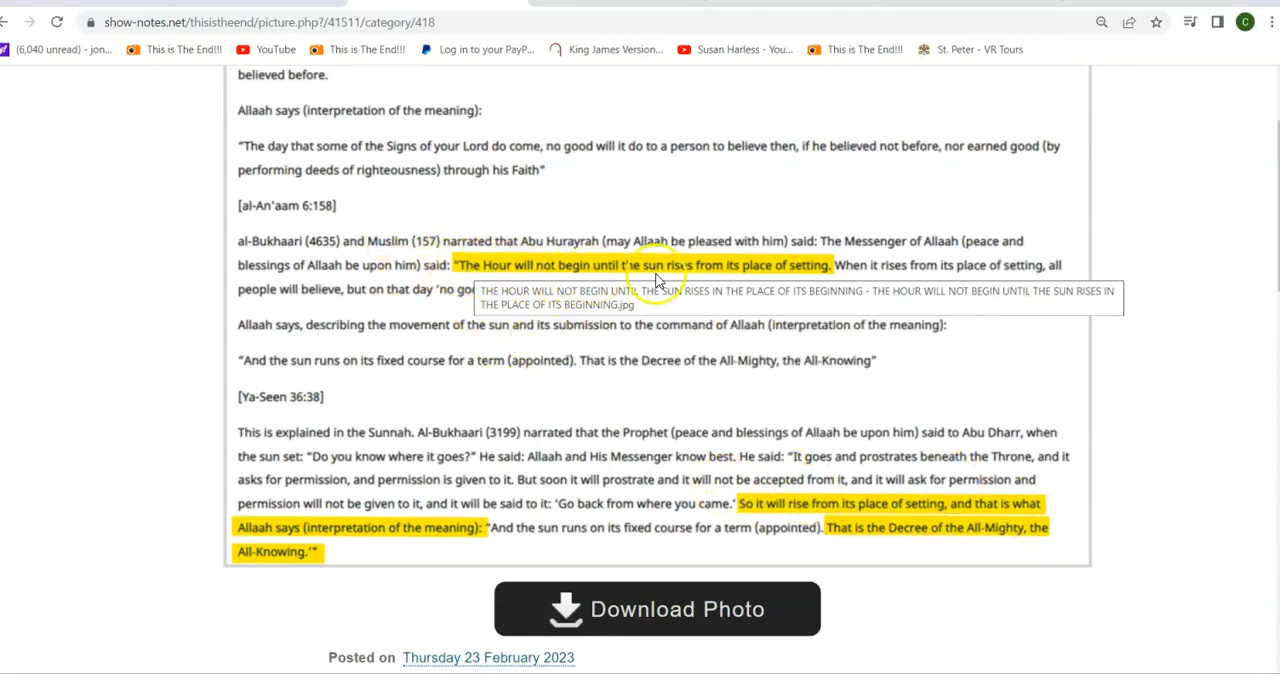 show-notes.net/thisistheend/picture.php?/41511/category/418
C
(6,040 unread) - jon...
This is The End!!!
YouTube
This is The End!!!
Log in to your PayP...
King James Version...
Susan Harless - You...
This is The End!!!
St. Peter - VR Tours
believed before.
Allaah says (interpretation of the meaning):
“The day that some of the Signs of your Lord do come, no good will it do to a person to believe then, if he believed not before, nor earned good (by
performing deeds of righteousness) through his Faith”
[al-An’aam 6:158]
al-Bukhaari (4635) and Muslim (157) narrated that Abu Hurayrah (may Allaah be pleased with him) said: The Messenger of Allaah (peace and
blessings of Allaah be upon him) said: “The Hour will not begin until the sun rises from its place of setting. When it rises from its place of setting, all
people will believe, but on that day ‘no goo
THE HOUR WILL NOT BEGIN UNTIL THE SUN RISES IN THE PLACE OF ITS BEGINNING - THE HOUR WILL NOT BEGIN UNTIL THE SUN RISES IN
THE PLACE OF ITS BEGINNING.jpg
Allaah says, describing the movement of the sun and its submission to the command of Allaah (interpretation of the meaning):
“And the sun runs on its fixed course for a term (appointed). That is the Decree of the All-Mighty, the All-Knowing”
[Ya-Seen 36:38]
This is explained in the Sunnah. Al-Bukhaari (3199) narrated that the Prophet (peace and blessings of Allaah be upon him) said to Abu Dharr, when
the sun set: “Do you know where it goes?” He said: Allaah and His Messenger know best. He said: “It goes and prostrates beneath the Throne, and it
asks for permission, and permission is given to it. But soon it will prostrate and it will not be accepted from it, and it will ask for permission and
permission will not be given to it, and it will be said to it: ‘Go back from where you came.’ So it will rise from its place of setting, and that is what
Allaah says (interpretation of the meaning): “And the sun runs on its fixed course for a term (appointed). That is the Decree of the All-Mighty, the
All-Knowing.’”
Download Photo
Posted on Thursday 23 February 2023